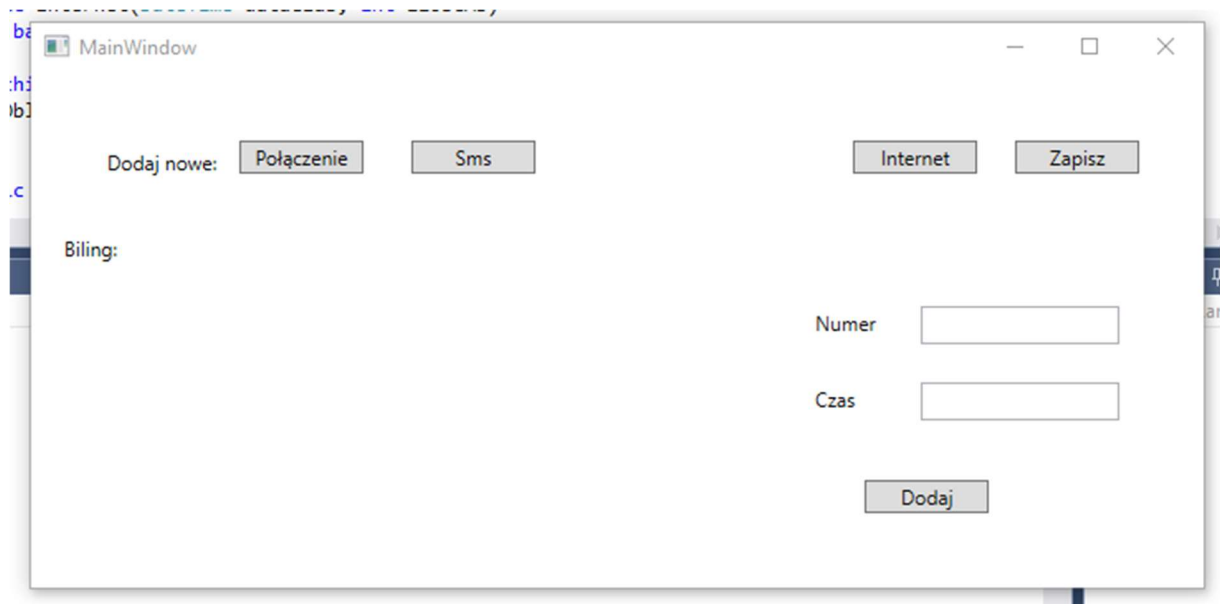 MainWindow
Dodaj nowe: Połączenie Sms Internet Zapisz
Biling:
Numer
Czas
Dodaj